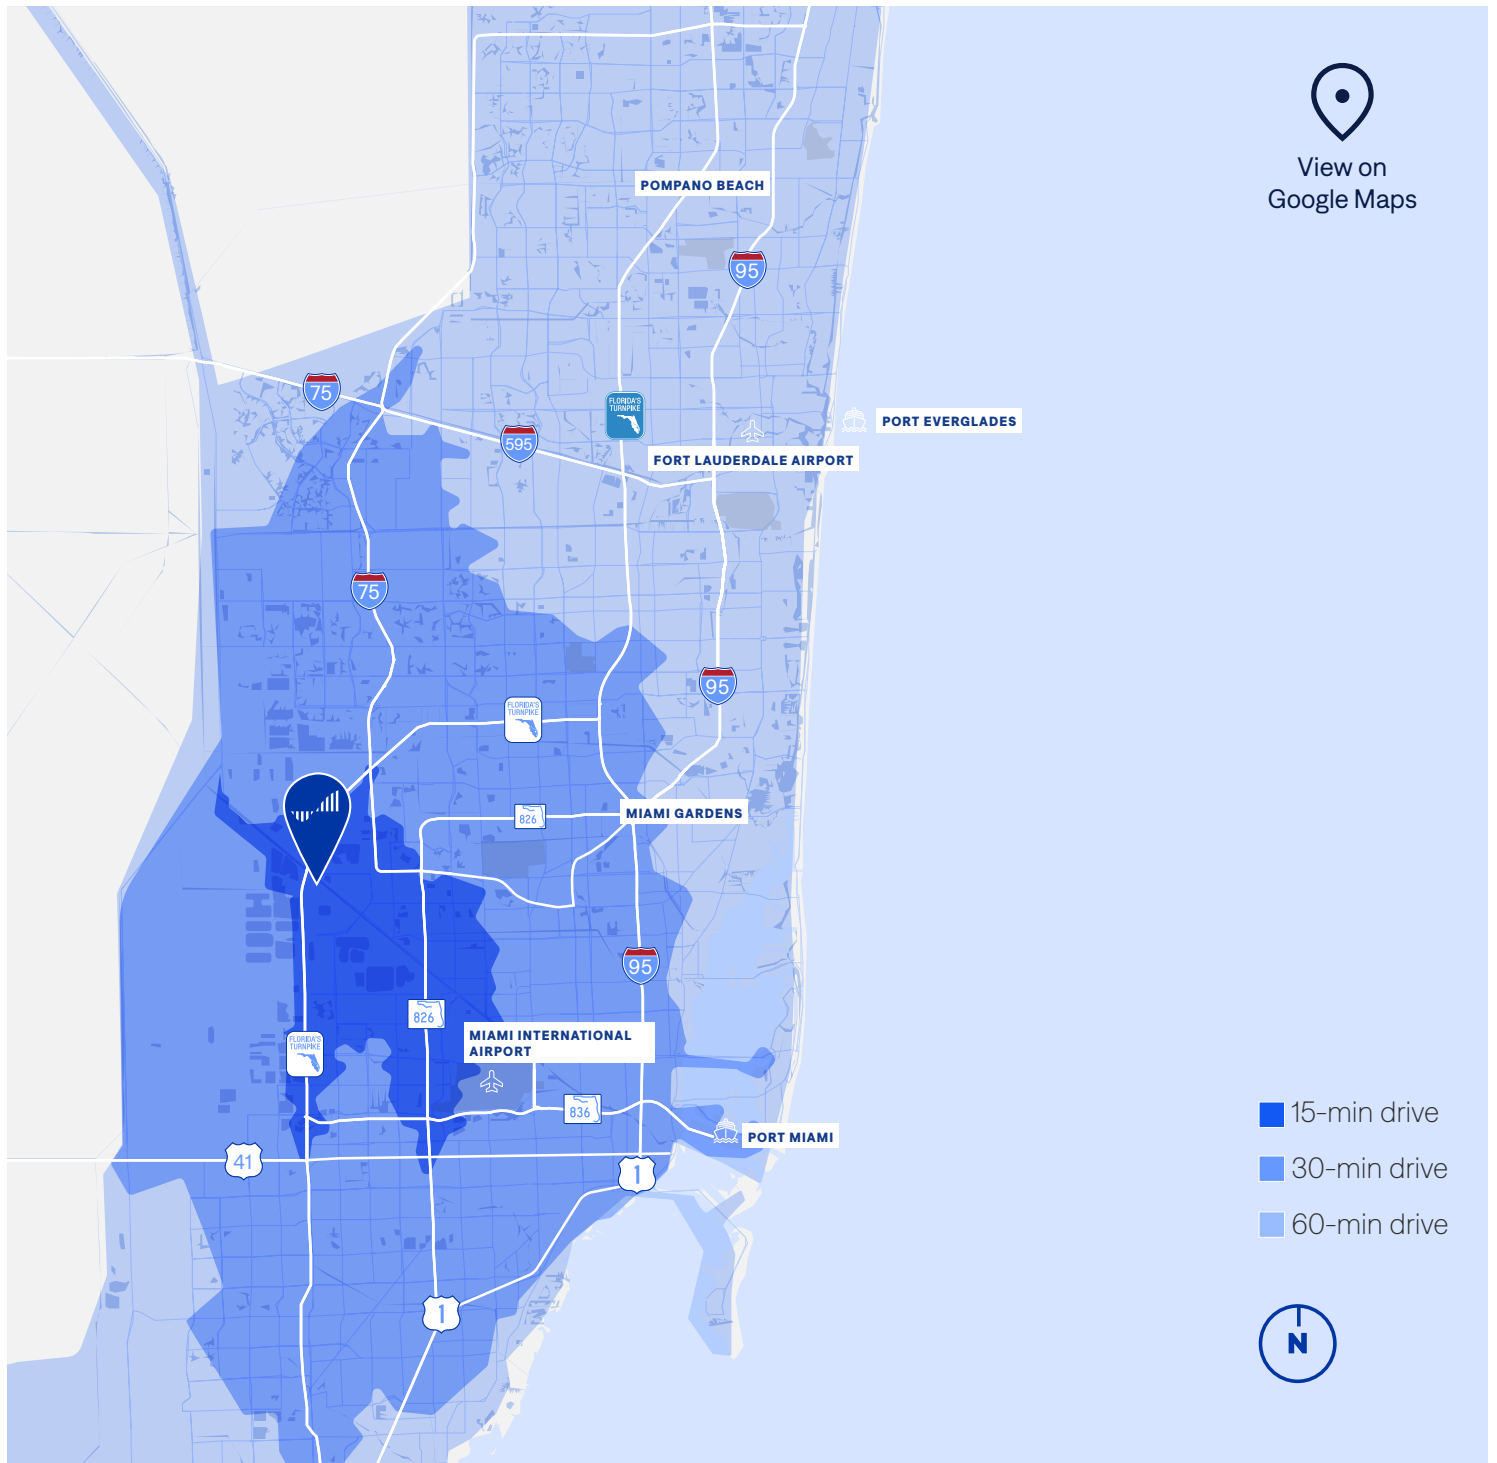 View on
Google Maps
POMPANO BEACH
95
75
FLORIDA'S
TURNPIKE
PORT EVERGLADES
595
FORT LAUDERDALE AIRPORT
75
95
FLORIDA'S
TURNPIKE
826
MIAMI GARDENS
95
826
MIAMI INTERNATIONAL
AIRPORT
FLORIDA'S
TURNPIKE
836
PORT MIAMI
41
1
1
15-min drive
30-min drive
60-min drive
N